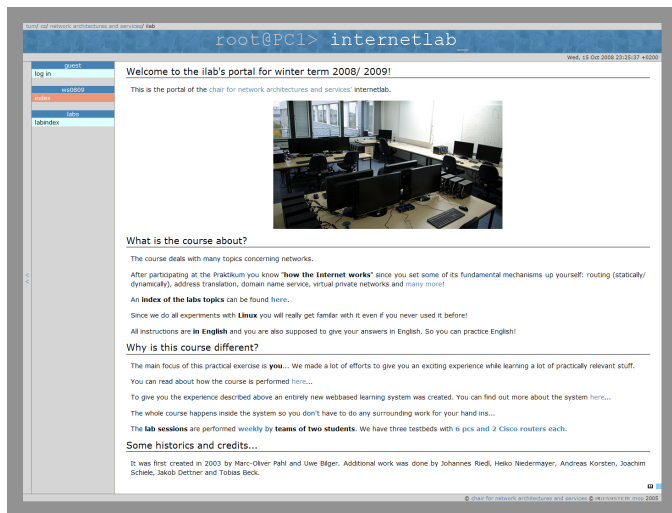 tum/ co/ network architectures and services/ ilab
root@PC1> internetlab_
Wed, 15 Oct 2008 23:25:37 +0200
guest
log in
ws0809
index
labs
labindex
Welcome to the ilab's portal for winter term 2008/ 2009!
This is the portal of the chair for network architectures and services' internetlab.
What is the course about?
The course deals with many topics concerning networks.
After participating at the Praktikum you know "how the Internet works" since you set some of its fundamental mechanisms up yourself: routing (statically/
dynamically), address translation, domain name service, virtual private networks and many more!
An index of the labs topics can be found here.
Since we do all experiments with Linux you will really get familar with it even if you never used it before!
All instructions are in English and you are also supposed to give your answers in English. So you can practice English!
Why is this course different?
The main focus of this practical exercise is you... We made a lot of efforts to give you an exciting experience while learning a lot of practically relevant stuff.
You can read about how the course is performed here...
To give you the experience described above an entirely new webbased learning system was created. You can find out more about the system here...
The whole course happens inside the system so you don't have to do any surrounding work for your hand ins...
The lab sessions are performed weekly by teams of two students. We have three testbeds with 6 pcs and 2 Cisco routers each.
Some historics and credits...
It was first created in 2003 by Marc-Oliver Pahl and Uwe Bilger. Additional work was done by Johannes Riedl, Heiko Niedermayer, Andreas Korsten, Joachim
Schiele, Jakob Dettner and Tobias Beck.
© chair for network architectures and services © mop 2005